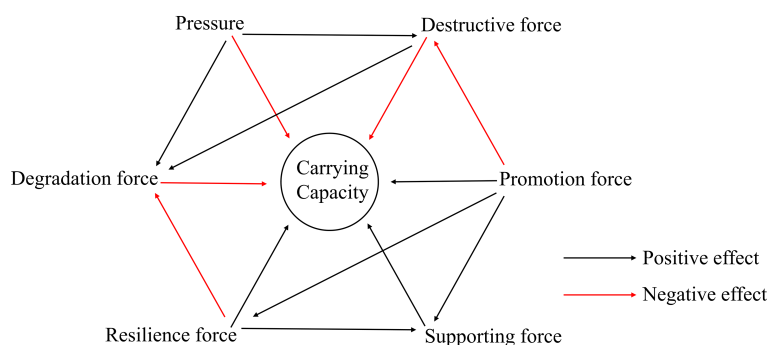 Pressure
Destructive force
Carrying
Capacity
Degradation force
Promotion force
Positive effect
Negative effect
Resilience force
Supporting force